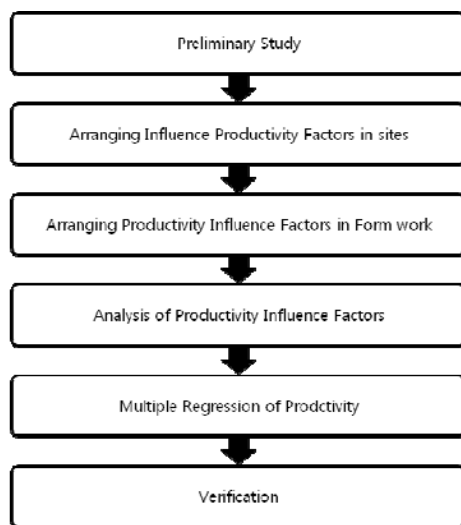 Preliminary Study
Arranging Influence Productivity Factors in sites
Arranging Productivity Influence Factors in Form work
Analysis of Productivity Influence Factors
Multiple Regression of Prodctivity
Verification